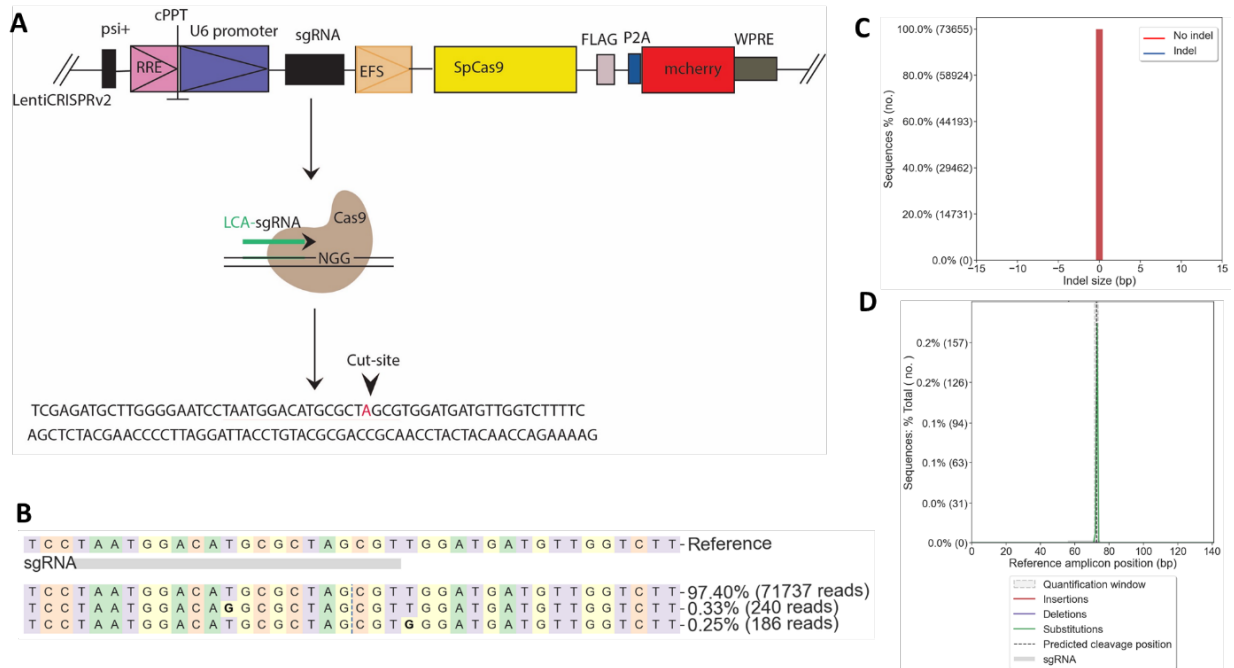 A
psi+
cPPT
RRE
U6 promoter
sgRNA
EFS
SpCas9
FLAG
P2A
mcherry
WPRE
LentiCRISPRv2
LCA-sgRNA
Cas9
NGG
Cut-site
TCGAGATGCTTGGGGAATCCTAATGGACATGCGCTAGCGTGGATGATGTTGGTCTTTTC
AGCTCTACGAACCCCTTAGGATTACCTGTACGCGACCGCAACCTACTACAACCAGAAAAG
B
TCCTAATGGACATGCGCTAGCGTTGGATGATGTTGGTCTT-Reference
sgRNA
TCCTAATGGACATGCGCTAGCGTTGGATGATGTTGGTCTT-97.40% (71737 reads)
TCCTAATGGACAGGCGCTAGCGTTGGATGATGTTGGTCTT-0.33% (240 reads)
TCCTAATGGACATGCGCTAGCGTGGGATGATGTTGGTCTT-0.25% (186 reads)
C
Sequences % (no.)
100.0% (73655)
80.0% (58924)
60.0% (44193)
40.0% (29462)
20.0% (14731)
0.0% (0)
−15 −10 −5 0 5 10 15
Indel size (bp)
No indel
Indel
D
Sequences: % Total ( no. )
0.2% (157)
0.2% (126)
0.1% (94)
0.1% (63)
0.0% (31)
0.0% (0)
0 20 40 60 80 100 120 140
Reference amplicon position (bp)
Quantification window
Insertions
Deletions
Substitutions
Predicted cleavage position
sgRNA